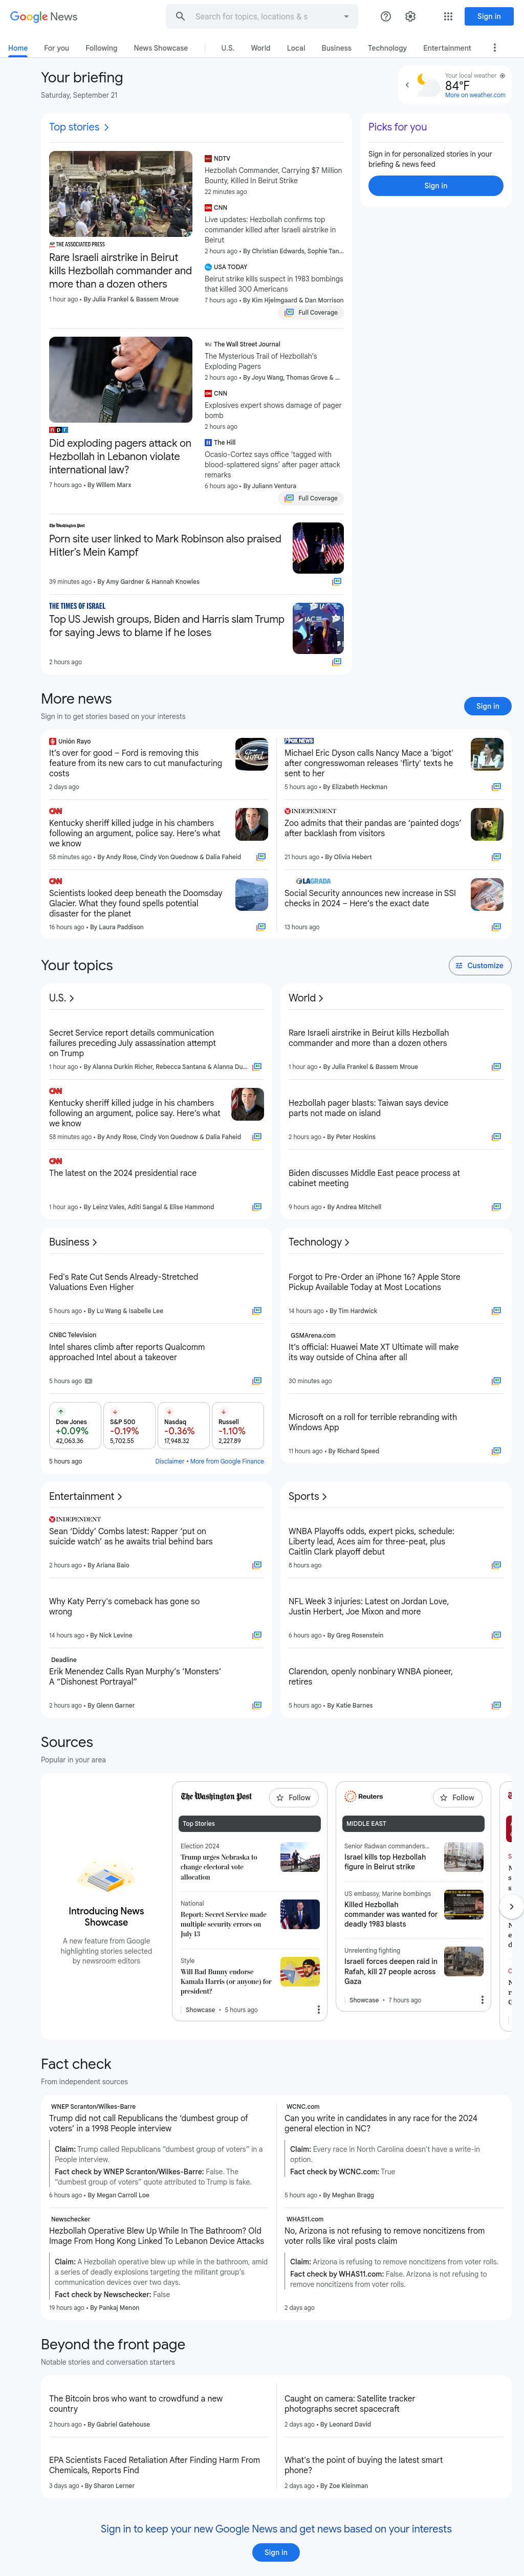 Google News
Search for topics, locations & s
Sign in
Home
For you
Following
News Showcase
U.S.
World
Local
Business
Technology
Entertainment
Your briefing
Saturday, September 21
Your local weather
84°F
More on weather.com
Top stories
Picks for you
Sign in for personalized stories in your
briefing & news feed
Sign in
AP THE ASSOCIATED PRESS
Rare Israeli airstrike in Beirut
kills Hezbollah commander and
more than a dozen others
1 hour ago • By Julia Frankel & Bassem Mroue
NDTV
Hezbollah Commander, Carrying $7 Million
Bounty, Killed In Beirut Strike
22 minutes ago
CNN
Live updates: Hezbollah confirms top
commander killed after Israeli airstrike in
Beirut
2 hours ago • By Christian Edwards, Sophie Tan…
USA TODAY
Beirut strike kills suspect in 1983 bombings
that killed 300 Americans
7 hours ago • By Kim Hjelmgaard & Dan Morrison
Full Coverage
npr
Did exploding pagers attack on
Hezbollah in Lebanon violate
international law?
7 hours ago • By Willem Marx
The Wall Street Journal
The Mysterious Trail of Hezbollah's
Exploding Pagers
2 hours ago • By Joyu Wang, Thomas Grove & …
CNN
Explosives expert shows damage of pager
bomb
2 hours ago
The Hill
Ocasio-Cortez says office 'tagged with
blood-splattered signs' after pager attack
remarks
6 hours ago • By Juliann Ventura
Full Coverage
The Washington Post
Porn site user linked to Mark Robinson also praised
Hitler's Mein Kampf
39 minutes ago • By Amy Gardner & Hannah Knowles
THE TIMES OF ISRAEL
Top US Jewish groups, Biden and Harris slam Trump
for saying Jews to blame if he loses
2 hours ago
More news
Sign in to get stories based on your interests
Sign in
Unión Rayo
It's over for good – Ford is removing this
feature from its new cars to cut manufacturing
costs
2 days ago
CNN
Kentucky sheriff killed judge in his chambers
following an argument, police say. Here's what
we know
58 minutes ago • By Andy Rose, Cindy Von Quednow & Dalia Faheid
CNN
Scientists looked deep beneath the Doomsday
Glacier. What they found spells potential
disaster for the planet
16 hours ago • By Laura Paddison
FOX NEWS
Michael Eric Dyson calls Nancy Mace a 'bigot'
after congresswoman releases 'flirty' texts he
sent to her
5 hours ago • By Elizabeth Heckman
INDEPENDENT
Zoo admits that their pandas are 'painted dogs'
after backlash from visitors
21 hours ago • By Olivia Hebert
LAGRADA
Social Security announces new increase in SSI
checks in 2024 – Here's the exact date
13 hours ago
Your topics
Customize
U.S.
Secret Service report details communication
failures preceding July assassination attempt
on Trump
1 hour ago • By Alanna Durkin Richer, Rebecca Santana & Alanna Du…
CNN
Kentucky sheriff killed judge in his chambers
following an argument, police say. Here's what
we know
58 minutes ago • By Andy Rose, Cindy Von Quednow & Dalia Faheid
CNN
The latest on the 2024 presidential race
1 hour ago • By Leinz Vales, Aditi Sangal & Elise Hammond
World
Rare Israeli airstrike in Beirut kills Hezbollah
commander and more than a dozen others
1 hour ago • By Julia Frankel & Bassem Mroue
Hezbollah pager blasts: Taiwan says device
parts not made on island
2 hours ago • By Peter Hoskins
Biden discusses Middle East peace process at
cabinet meeting
9 hours ago • By Andrea Mitchell
Business
Fed's Rate Cut Sends Already-Stretched
Valuations Even Higher
5 hours ago • By Lu Wang & Isabelle Lee
CNBC Television
Intel shares climb after reports Qualcomm
approached Intel about a takeover
5 hours ago
Dow Jones
+0.09%
42,063.36
S&P 500
-0.19%
5,702.55
Nasdaq
-0.36%
17,948.32
Russell
-1.10%
2,227.89
5 hours ago
Disclaimer • More from Google Finance
Technology
Forgot to Pre-Order an iPhone 16? Apple Store
Pickup Available Today at Most Locations
14 hours ago • By Tim Hardwick
GSMArena.com
It's official: Huawei Mate XT Ultimate will make
its way outside of China after all
30 minutes ago
Microsoft on a roll for terrible rebranding with
Windows App
11 hours ago • By Richard Speed
Entertainment
INDEPENDENT
Sean 'Diddy' Combs latest: Rapper 'put on
suicide watch' as he awaits trial behind bars
2 hours ago • By Ariana Baio
Why Katy Perry's comeback has gone so
wrong
14 hours ago • By Nick Levine
Deadline
Erik Menendez Calls Ryan Murphy's 'Monsters'
A "Dishonest Portrayal"
2 hours ago • By Glenn Garner
Sports
WNBA Playoffs odds, expert picks, schedule:
Liberty lead, Aces aim for three-peat, plus
Caitlin Clark playoff debut
8 hours ago
NFL Week 3 injuries: Latest on Jordan Love,
Justin Herbert, Joe Mixon and more
6 hours ago • By Greg Rosenstein
Clarendon, openly nonbinary WNBA pioneer,
retires
5 hours ago • By Katie Barnes
Sources
Popular in your area
Introducing News
Showcase
A new feature from Google
highlighting stories selected
by newsroom editors
The Washington Post
Follow
Top Stories
Election 2024
Trump urges Nebraska to
change electoral vote
allocation
National
Report: Secret Service made
multiple security errors on
July 13
Style
Will Bad Bunny endorse
Kamala Harris (or anyone) for
president?
Showcase • 5 hours ago
Reuters
Follow
MIDDLE EAST
Senior Radwan commanders…
Israel kills top Hezbollah
figure in Beirut strike
US embassy, Marine bombings
Killed Hezbollah
commander was wanted for
deadly 1983 blasts
Unrelenting fighting
Israeli forces deepen raid in
Rafah, kill 27 people across
Gaza
Showcase • 7 hours ago
Fact check
From independent sources
WNEP Scranton/Wilkes-Barre
Trump did not call Republicans the 'dumbest group of
voters' in a 1998 People interview
Claim: Trump called Republicans "dumbest group of voters" in a
People interview.
Fact check by WNEP Scranton/Wilkes-Barre: False. The
"dumbest group of voters" quote attributed to Trump is fake.
6 hours ago • By Megan Carroll Loe
Newschecker
Hezbollah Operative Blew Up While In The Bathroom? Old
Image From Hong Kong Linked To Lebanon Device Attacks
Claim: A Hezbollah operative blew up while in the bathroom, amid
a series of deadly explosions targeting the militant group's
communication devices over two days.
Fact check by Newschecker: False
19 hours ago • By Pankaj Menon
WCNC.com
Can you write in candidates in any race for the 2024
general election in NC?
Claim: Every race in North Carolina doesn't have a write-in
option.
Fact check by WCNC.com: True
5 hours ago • By Meghan Bragg
WHAS11.com
No, Arizona is not refusing to remove noncitizens from
voter rolls like viral posts claim
Claim: Arizona is refusing to remove noncitizens from voter rolls.
Fact check by WHAS11.com: False. Arizona is not refusing to
remove noncitizens from voter rolls.
2 days ago
Beyond the front page
Notable stories and conversation starters
The Bitcoin bros who want to crowdfund a new
country
2 hours ago • By Gabriel Gatehouse
EPA Scientists Faced Retaliation After Finding Harm From
Chemicals, Reports Find
3 days ago • By Sharon Lerner
Caught on camera: Satellite tracker
photographs secret spacecraft
2 days ago • By Leonard David
What's the point of buying the latest smart
phone?
2 days ago • By Zoe Kleinman
Sign in to keep your new Google News and get news based on your interests
Sign in